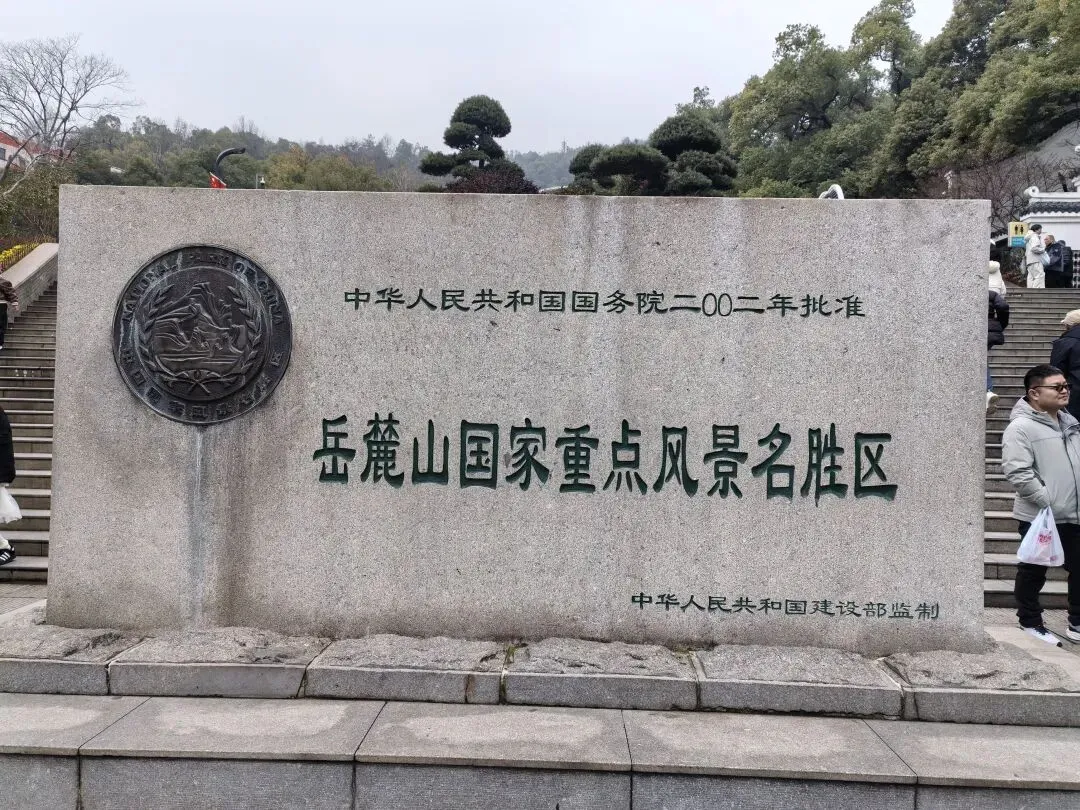 中华人民共和国国务院二〇〇二年批准
岳麓山国家重点风景名胜区
中华人民共和国建设部监制